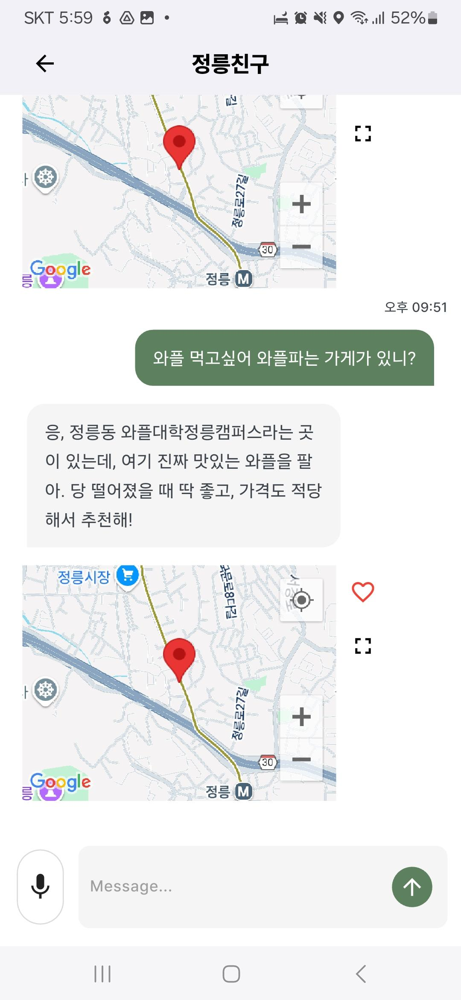 SKT 5:59
52%
정릉친구
정릉로27길
30
Google
릉
정릉
M
오후 09:51
와플 먹고싶어 와플파는 가게가 있니?
응, 정릉동 와플대학정릉캠퍼스라는 곳
이 있는데, 여기 진짜 맛있는 와플을 팔
아. 당 떨어졌을 때 딱 좋고, 가격도 적당
해서 추천해!
정릉시장
정릉로27길
30
Google
릉
정릉
M
Message...